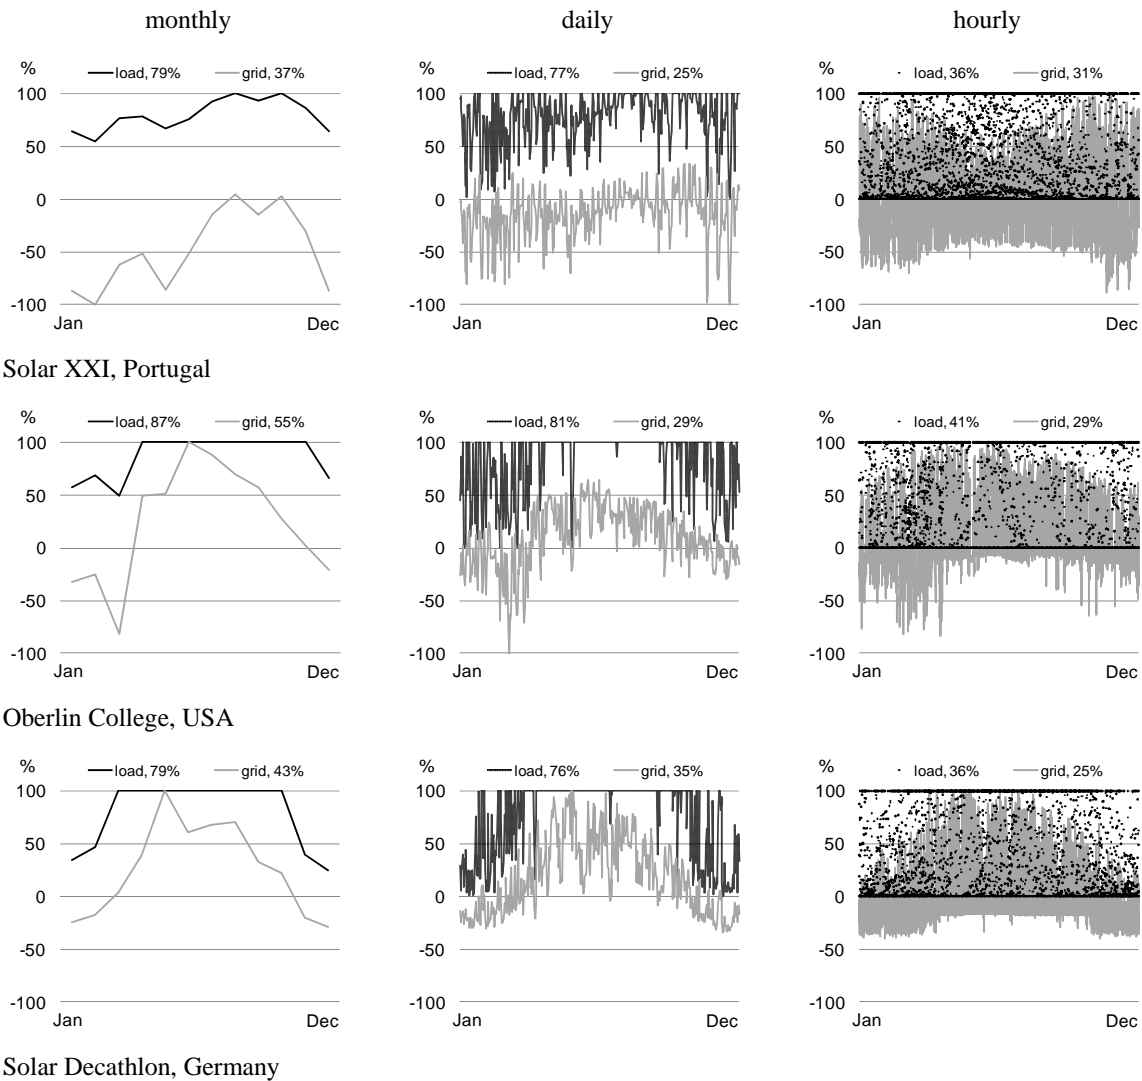 monthly daily hourly
% load, 79% grid, 37% % load, 77% grid, 25% % load, 36% grid, 31%
100 100 100
50 50 50
0 0 0
-50 -50 -50
-100 -100 -100
Jan Dec Jan Dec Jan Dec
Solar XXI, Portugal
% load, 87% grid, 55% % load, 81% grid, 29% % load, 41% grid, 29%
100 100 100
50 50 50
0 0 0
-50 -50 -50
-100 -100 -100
Jan Dec Jan Dec Jan Dec
Oberlin College, USA
% load, 79% grid, 43% % load, 76% grid, 35% % load, 36% grid, 25%
100 100 100
50 50 50
0 0 0
-50 -50 -50
-100 -100 -100
Jan Dec Jan Dec Jan Dec
Solar Decathlon, Germany